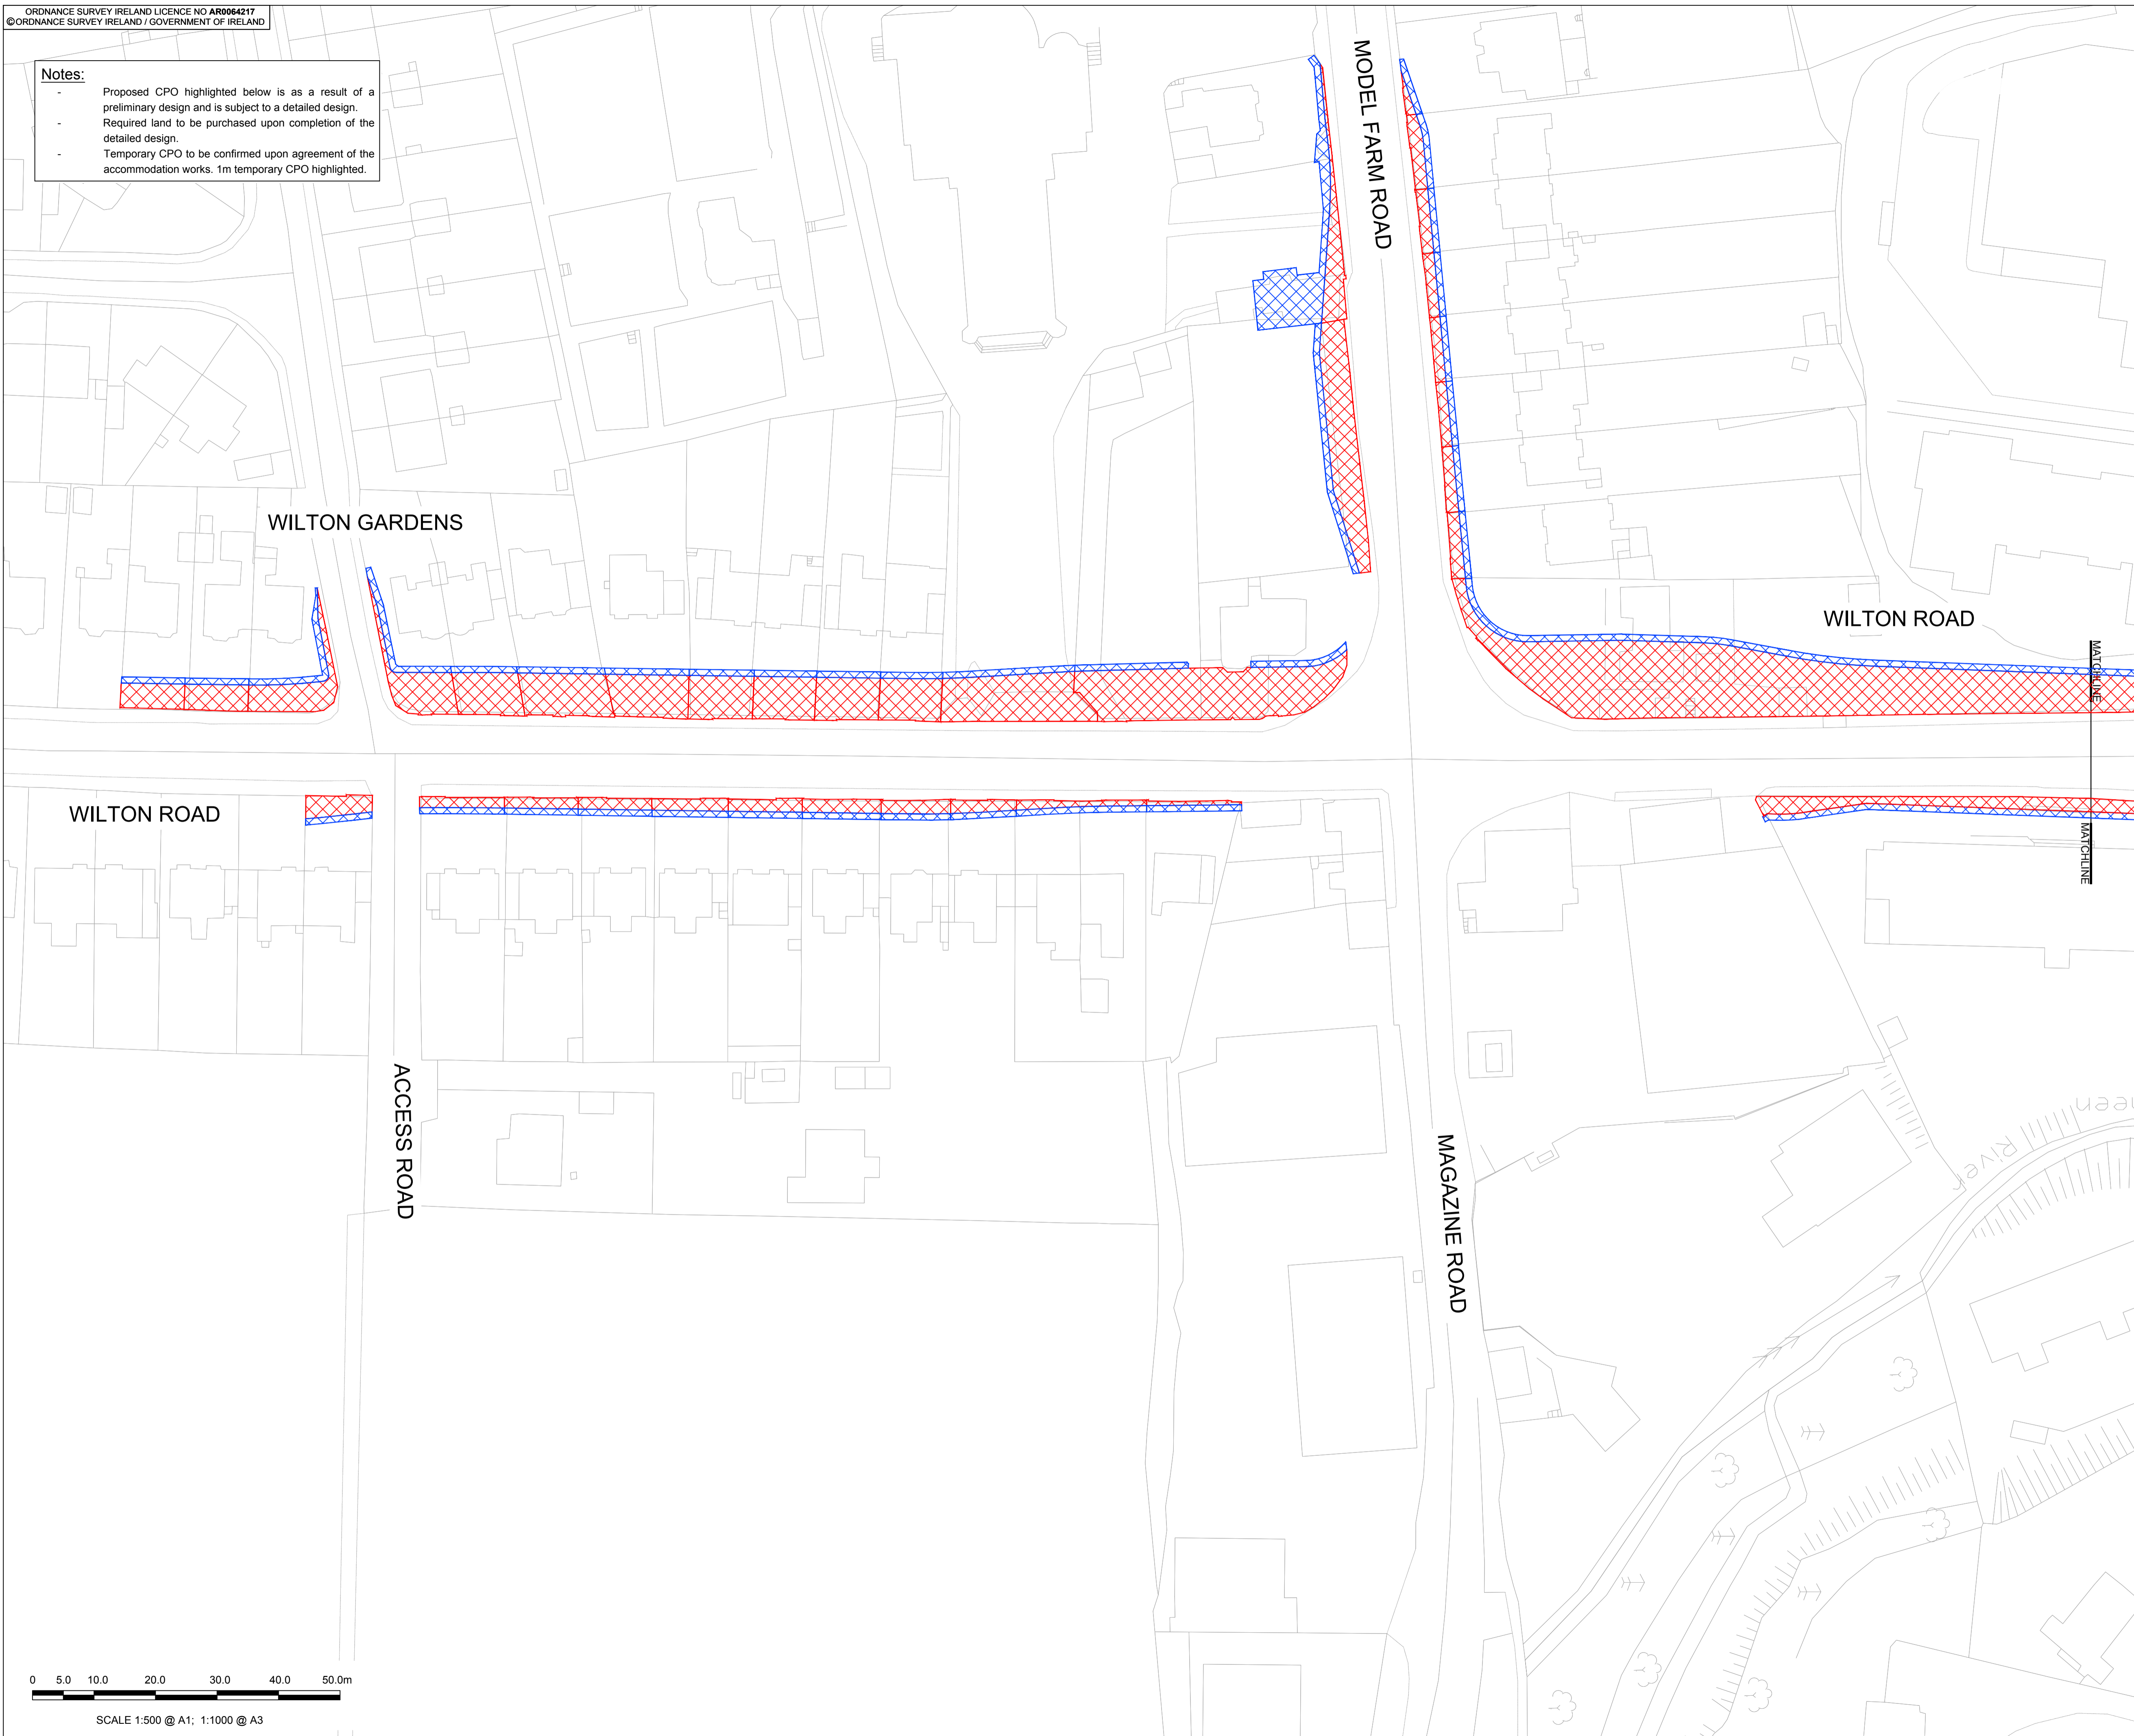 ORDNANCE SURVEY IRELAND LICENCE NO AR0064217
©ORDNANCE SURVEY IRELAND / GOVERNMENT OF IRELAND
Notes:
- Proposed CPO highlighted below is as a result of a
preliminary design and is subject to a detailed design.
- Required land to be purchased upon completion of the
detailed design.
- Temporary CPO to be confirmed upon agreement of the
accommodation works. 1m temporary CPO highlighted.
MODEL FARM ROAD
WILTON GARDENS
WILTON ROAD
MATCHLINE
WILTON ROAD
MATCHLINE
ACCESS ROAD
MAGAZINE ROAD
River
0 5.0 10.0 20.0 30.0 40.0 50.0m
SCALE 1:500 @ A1; 1:1000 @ A3